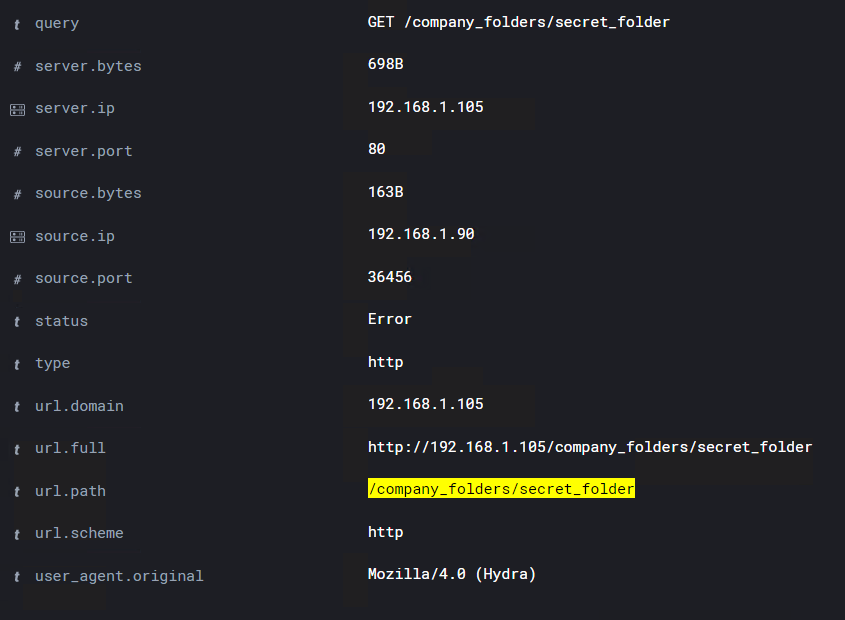 t query GET /company_folders/secret_folder
# server.bytes 698B
server.ip 192.168.1.105
# server.port 80
# source.bytes 163B
source.ip 192.168.1.90
# source.port 36456
t status Error
t type http
t url.domain 192.168.1.105
t url.full http://192.168.1.105/company_folders/secret_folder
t url.path /company_folders/secret_folder
t url.scheme http
t user_agent.original Mozilla/4.0 (Hydra)